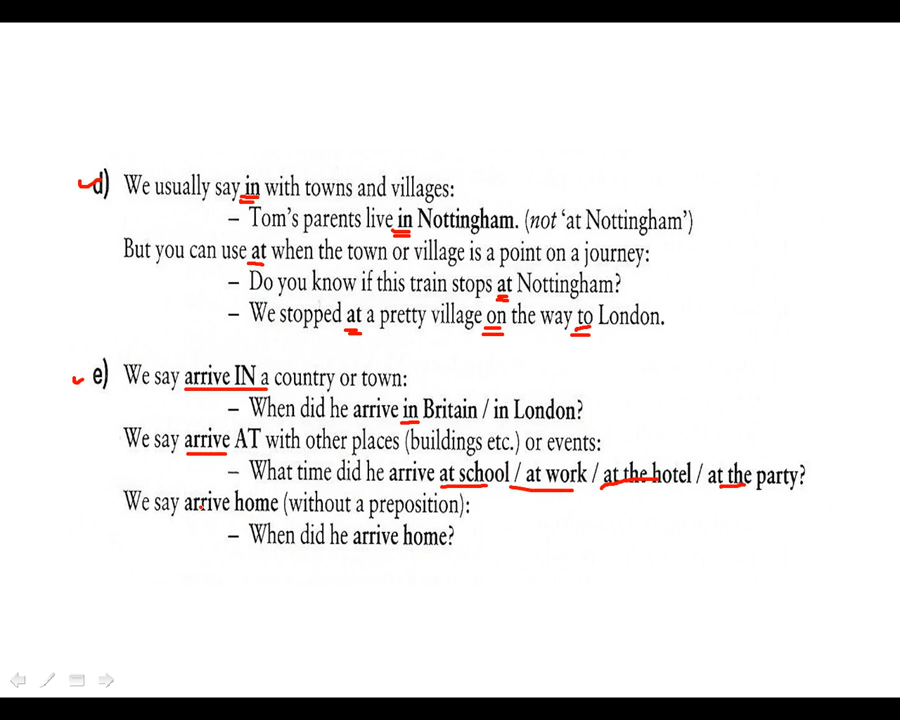 d) We usually say in with towns and villages:
– Tom's parents live in Nottingham. (not 'at Nottingham')
But you can use at when the town or village is a point on a journey:
– Do you know if this train stops at Nottingham?
– We stopped at a pretty village on the way to London.
e) We say arrive IN a country or town:
– When did he arrive in Britain / in London?
We say arrive AT with other places (buildings etc.) or events:
– What time did he arrive at school / at work / at the hotel / at the party?
We say arrive home (without a preposition):
– When did he arrive home?